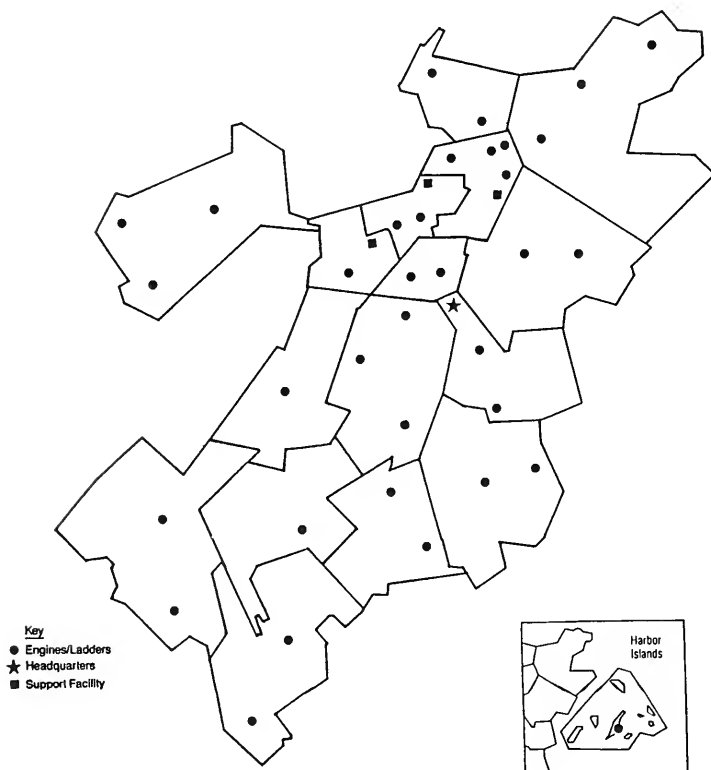 Key
Engines/Ladders
Headquarters
Support Facility
Harbor
Islands